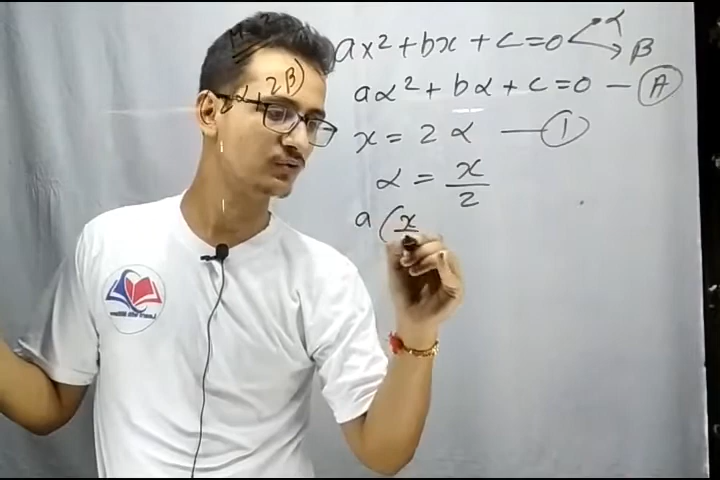 ax² + bx + c = 0 α
β
aα² + bα + c = 0 — Ⓐ
2α, 2β)
x = 2α — ①
α = x/2
a(x